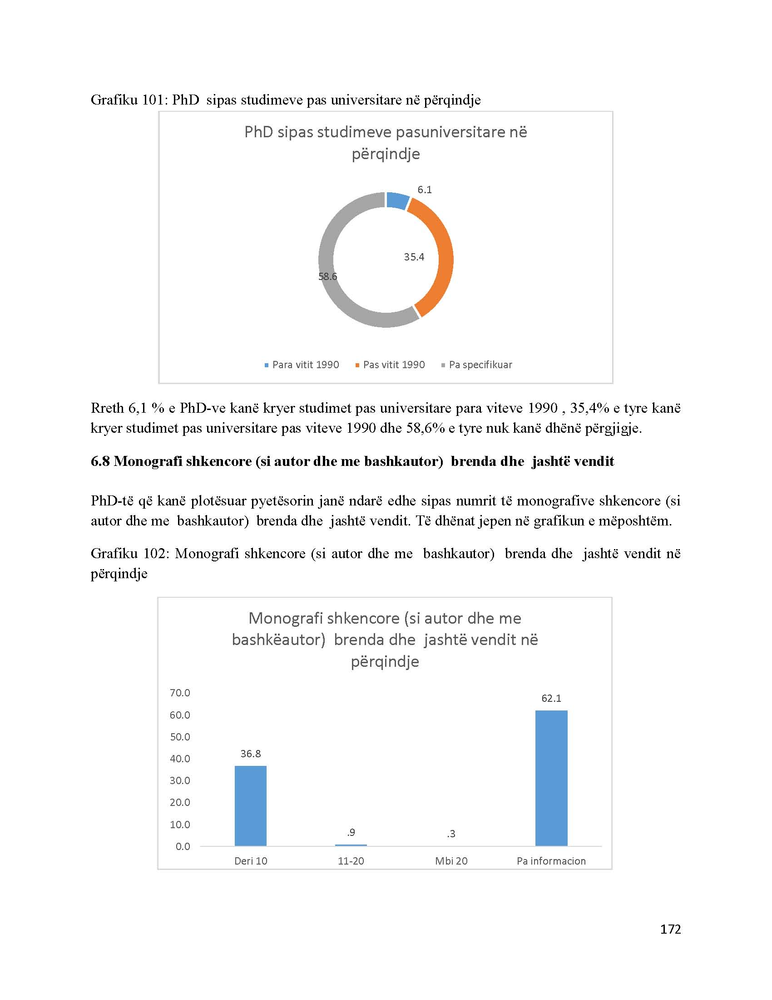 Grafiku 101: PhD  sipas studimeve pas universitare në përqindje
PhD sipas studimeve pasuniversitare në
përqindje
6.1
35.4
58.6
Para vitit 1990
Pas vitit 1990
Pa specifikuar
Rreth 6,1 % e PhD-ve kanë kryer studimet pas universitare para viteve 1990 , 35,4% e tyre kanë
kryer studimet pas universitare pas viteve 1990 dhe 58,6% e tyre nuk kanë dhënë përgjigje.
6.8 Monografi shkencore (si autor dhe me bashkautor)  brenda dhe  jashtë vendit
PhD-të që kanë plotësuar pyetësorin janë ndarë edhe sipas numrit të monografive shkencore (si
autor dhe me  bashkautor)  brenda dhe  jashtë vendit. Të dhënat jepen në grafikun e mëposhtëm.
Grafiku 102: Monografi shkencore (si autor dhe me  bashkautor)  brenda dhe  jashtë vendit në
përqindje
Monografi shkencore (si autor dhe me
bashkëautor)  brenda dhe  jashtë vendit në
përqindje
70.0
60.0
50.0
40.0
30.0
20.0
10.0
0.0
36.8
.9
.3
62.1
Deri 10
11-20
Mbi 20
Pa informacion
172